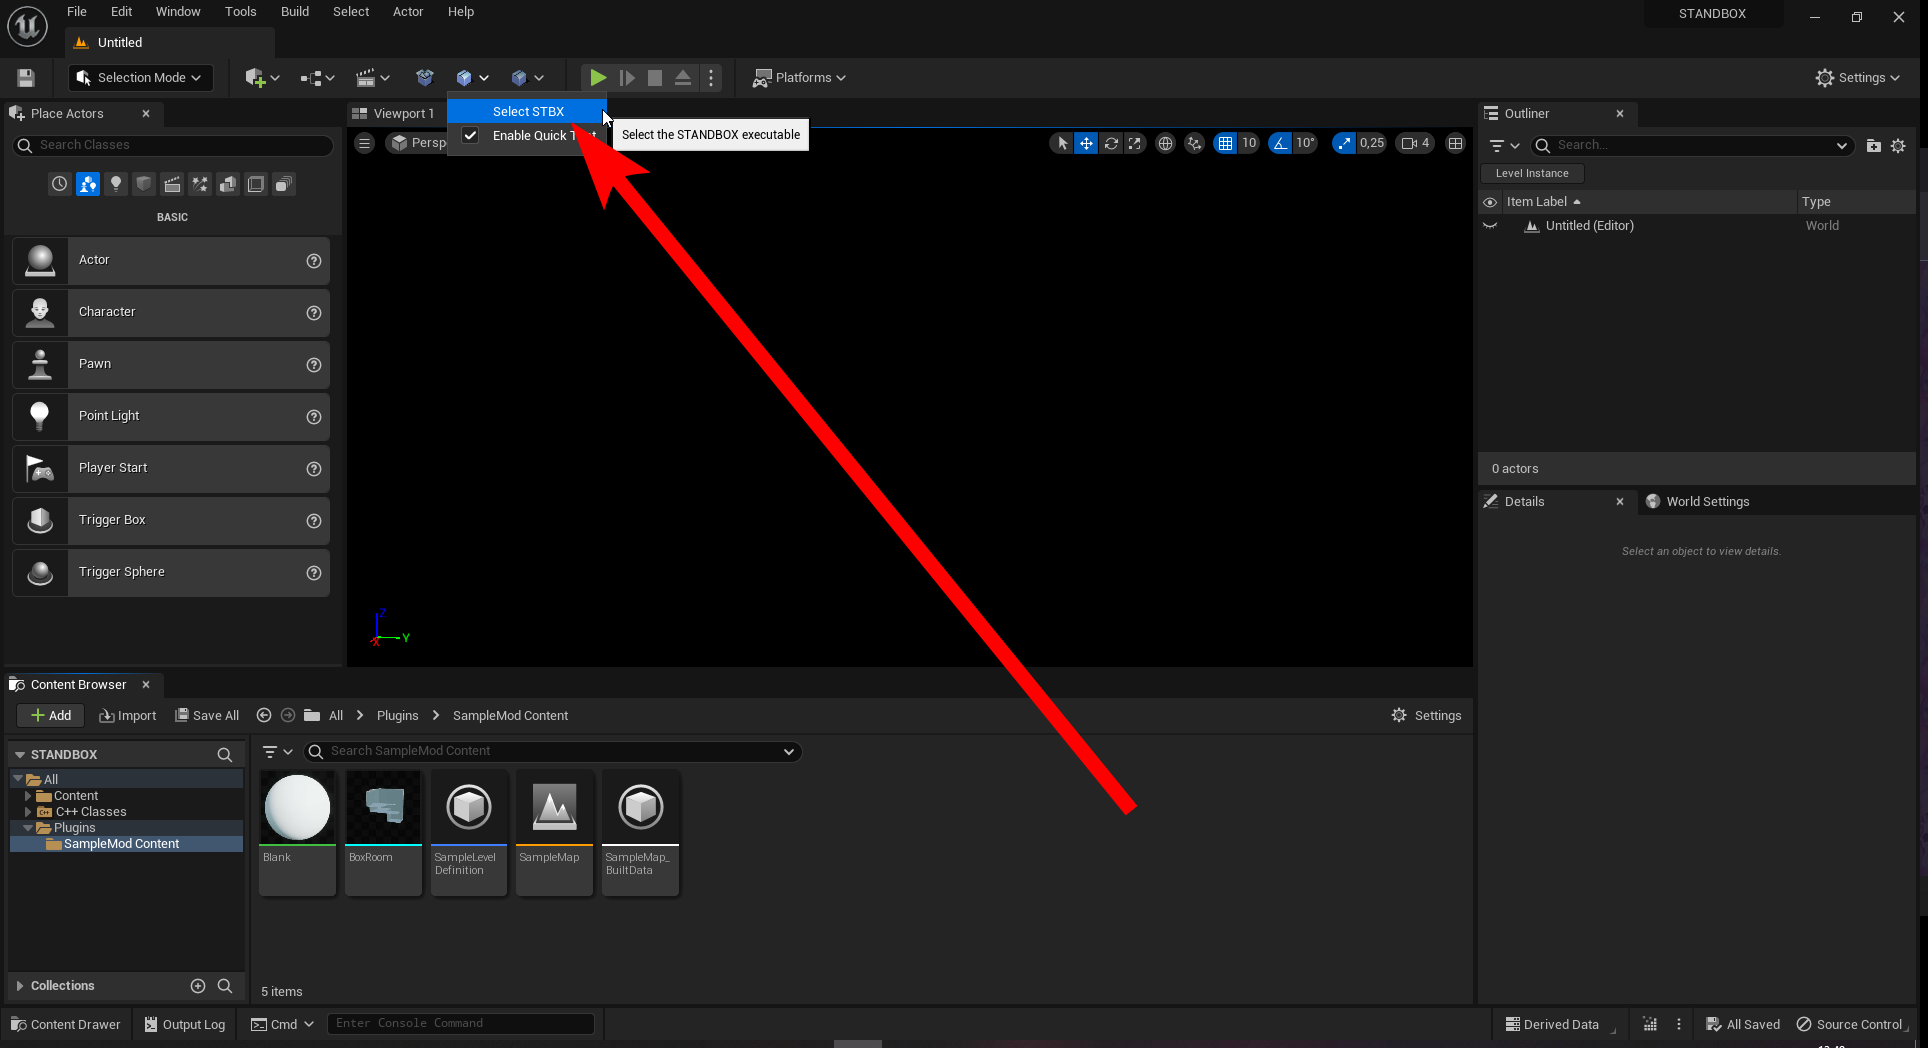 File Edit Window Tools Build Select Actor Help
STANDBOX
Untitled
Selection Mode
Platforms
Settings
Place Actors
Viewport 1
Select STBX
Enable Quick
Select the STANDBOX executable
Outliner
Search Classes
Persp
10
10°
0,25
4
Search...
Level Instance
Item Label
Type
Untitled (Editor)
World
BASIC
Actor
Character
Pawn
Point Light
Player Start
Trigger Box
Trigger Sphere
0 actors
Details
World Settings
Select an object to view details.
Z
Y
X
Content Browser
Add
Import
Save All
All
Plugins
SampleMod Content
Settings
STANDBOX
Search SampleMod Content
All
Content
C++ Classes
Plugins
SampleMod Content
Blank
BoxRoom
SampleLevel
Definition
SampleMap
SampleMap_
BuiltData
Collections
5 items
Content Drawer
Output Log
Cmd
Enter Console Command
Derived Data
All Saved
Source Control